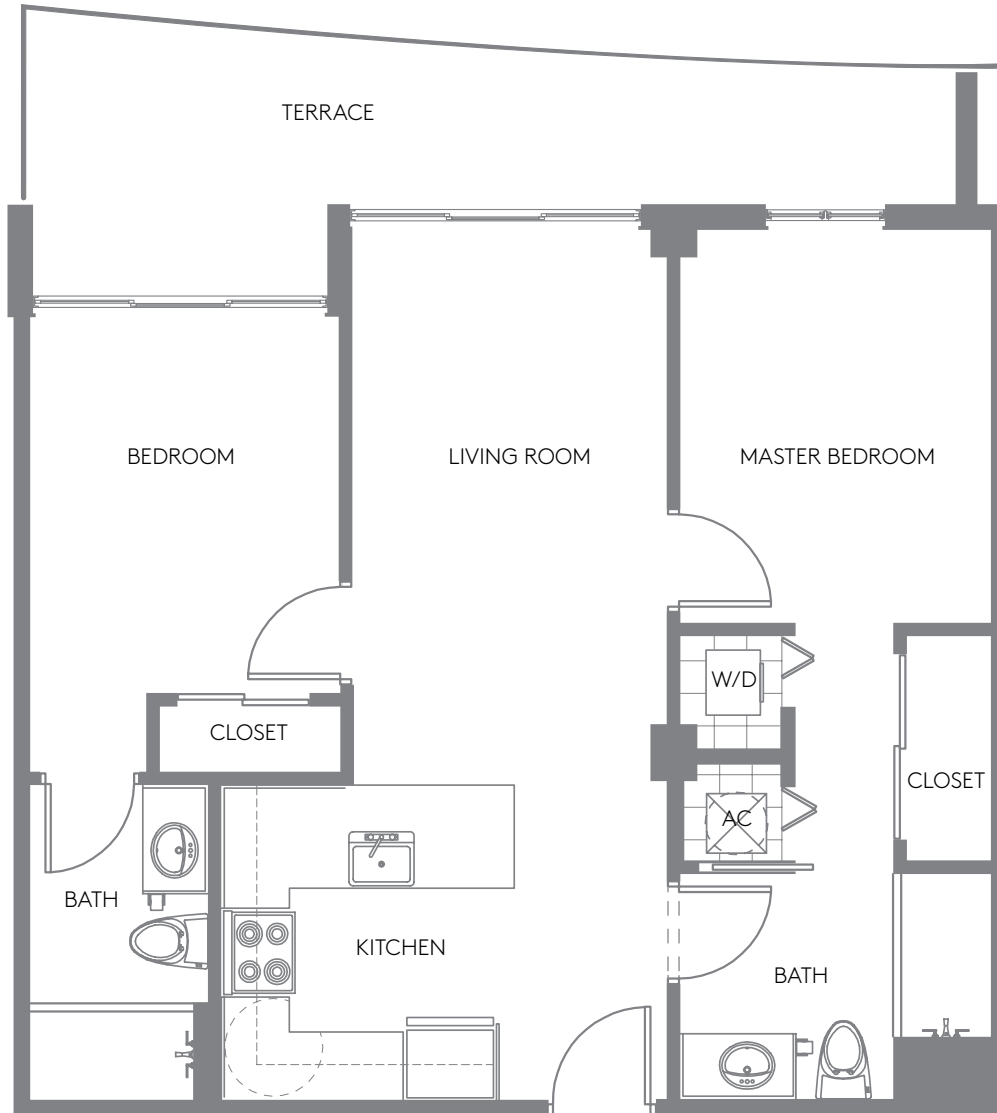 TERRACE
BEDROOM
LIVING ROOM
MASTER BEDROOM
W/D
CLOSET
CLOSET
AC
BATH
KITCHEN
BATH